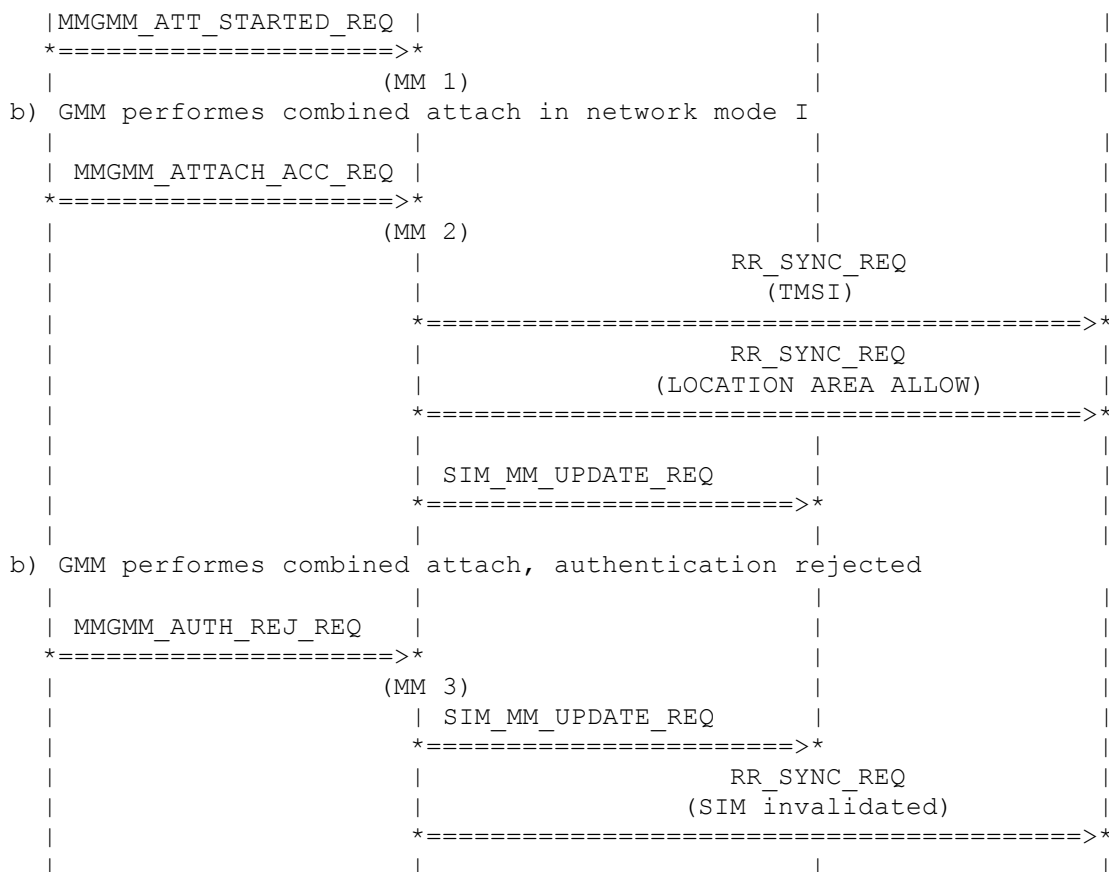 |MMGMM_ATT_STARTED_REQ | | |
*=====================>* | |
| (MM 1) | |
b) GMM performes combined attach in network mode I
| | | |
| MMGMM_ATTACH_ACC_REQ | | |
*=====================>* | |
| (MM 2) | |
| | RR_SYNC_REQ |
| | (TMSI) |
| *=========================================>*
| | RR_SYNC_REQ |
| | (LOCATION AREA ALLOW) |
| *=========================================>*
| | | |
| | SIM_MM_UPDATE_REQ | |
| *=======================>* |
| | | |
b) GMM performes combined attach, authentication rejected
| | | |
| MMGMM_AUTH_REJ_REQ | | |
*=====================>* | |
| (MM 3) | |
| | SIM_MM_UPDATE_REQ | |
| *=======================>* |
| | RR_SYNC_REQ |
| | (SIM invalidated) |
| *=========================================>*
| | | |